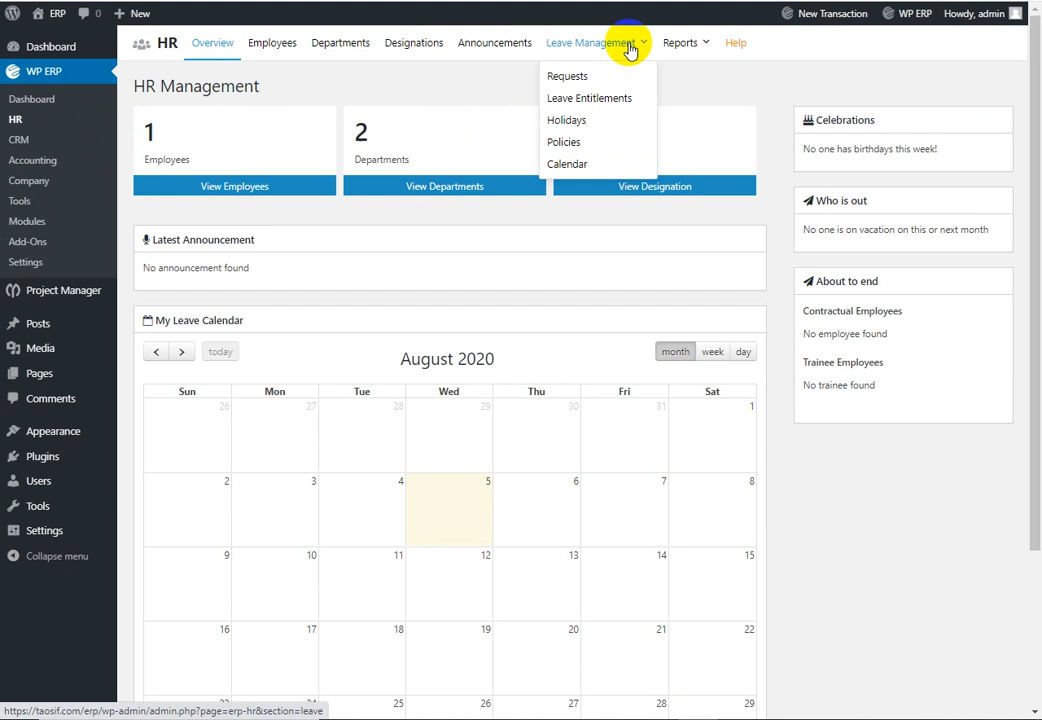 ERP 0 New New Transaction WP ERP Howdy, admin
Dashboard
WP ERP
Dashboard
HR
CRM
Accounting
Company
Tools
Modules
Add-Ons
Settings
Project Manager
Posts
Media
Pages
Comments
Appearance
Plugins
Users
Tools
Settings
Collapse menu
HR Overview Employees Departments Designations Announcements Leave Management Reports Help
Requests
Leave Entitlements
Holidays
Policies
Calendar
HR Management
1
Employees
View Employees
2
Departments
View Departments
View Designation
Latest Announcement
No announcement found
My Leave Calendar
today August 2020 month week day
Sun Mon Tue Wed Thu Fri Sat
26 27 28 29 30 31 1
2 3 4 5 6 7 8
9 10 11 12 13 14 15
16 17 18 19 20 21 22
23 24 25 26 27 28 29
Celebrations
No one has birthdays this week!
Who is out
No one is on vacation on this or next month
About to end
Contractual Employees
No employee found
Trainee Employees
No trainee found
https://taosif.com/erp/wp-admin/admin.php?page=erp-hr&section=leave